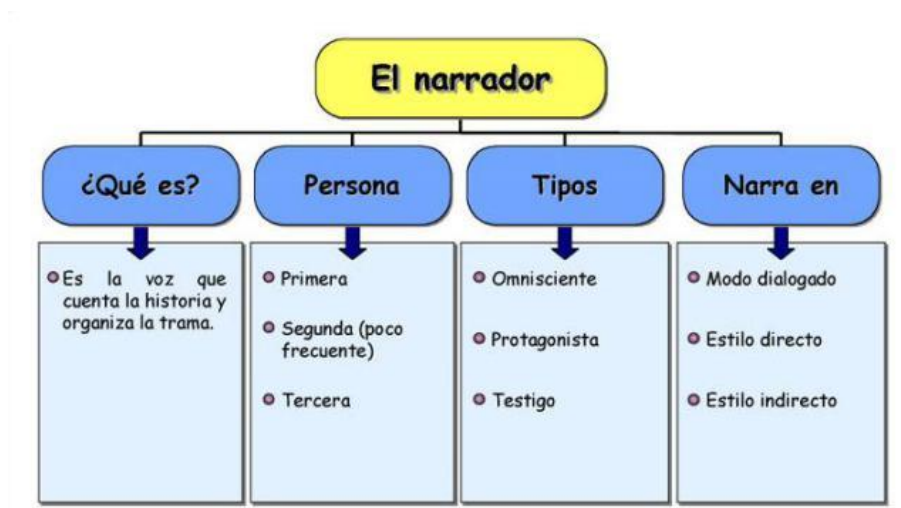 El narrador
¿Qué es?
Persona
Tipos
Narra en
Es la voz que
cuenta la historia y
organiza la trama.
Primera
Segunda (poco
frecuente)
Tercera
Omnisciente
Protagonista
Testigo
Modo dialogado
Estilo directo
Estilo indirecto